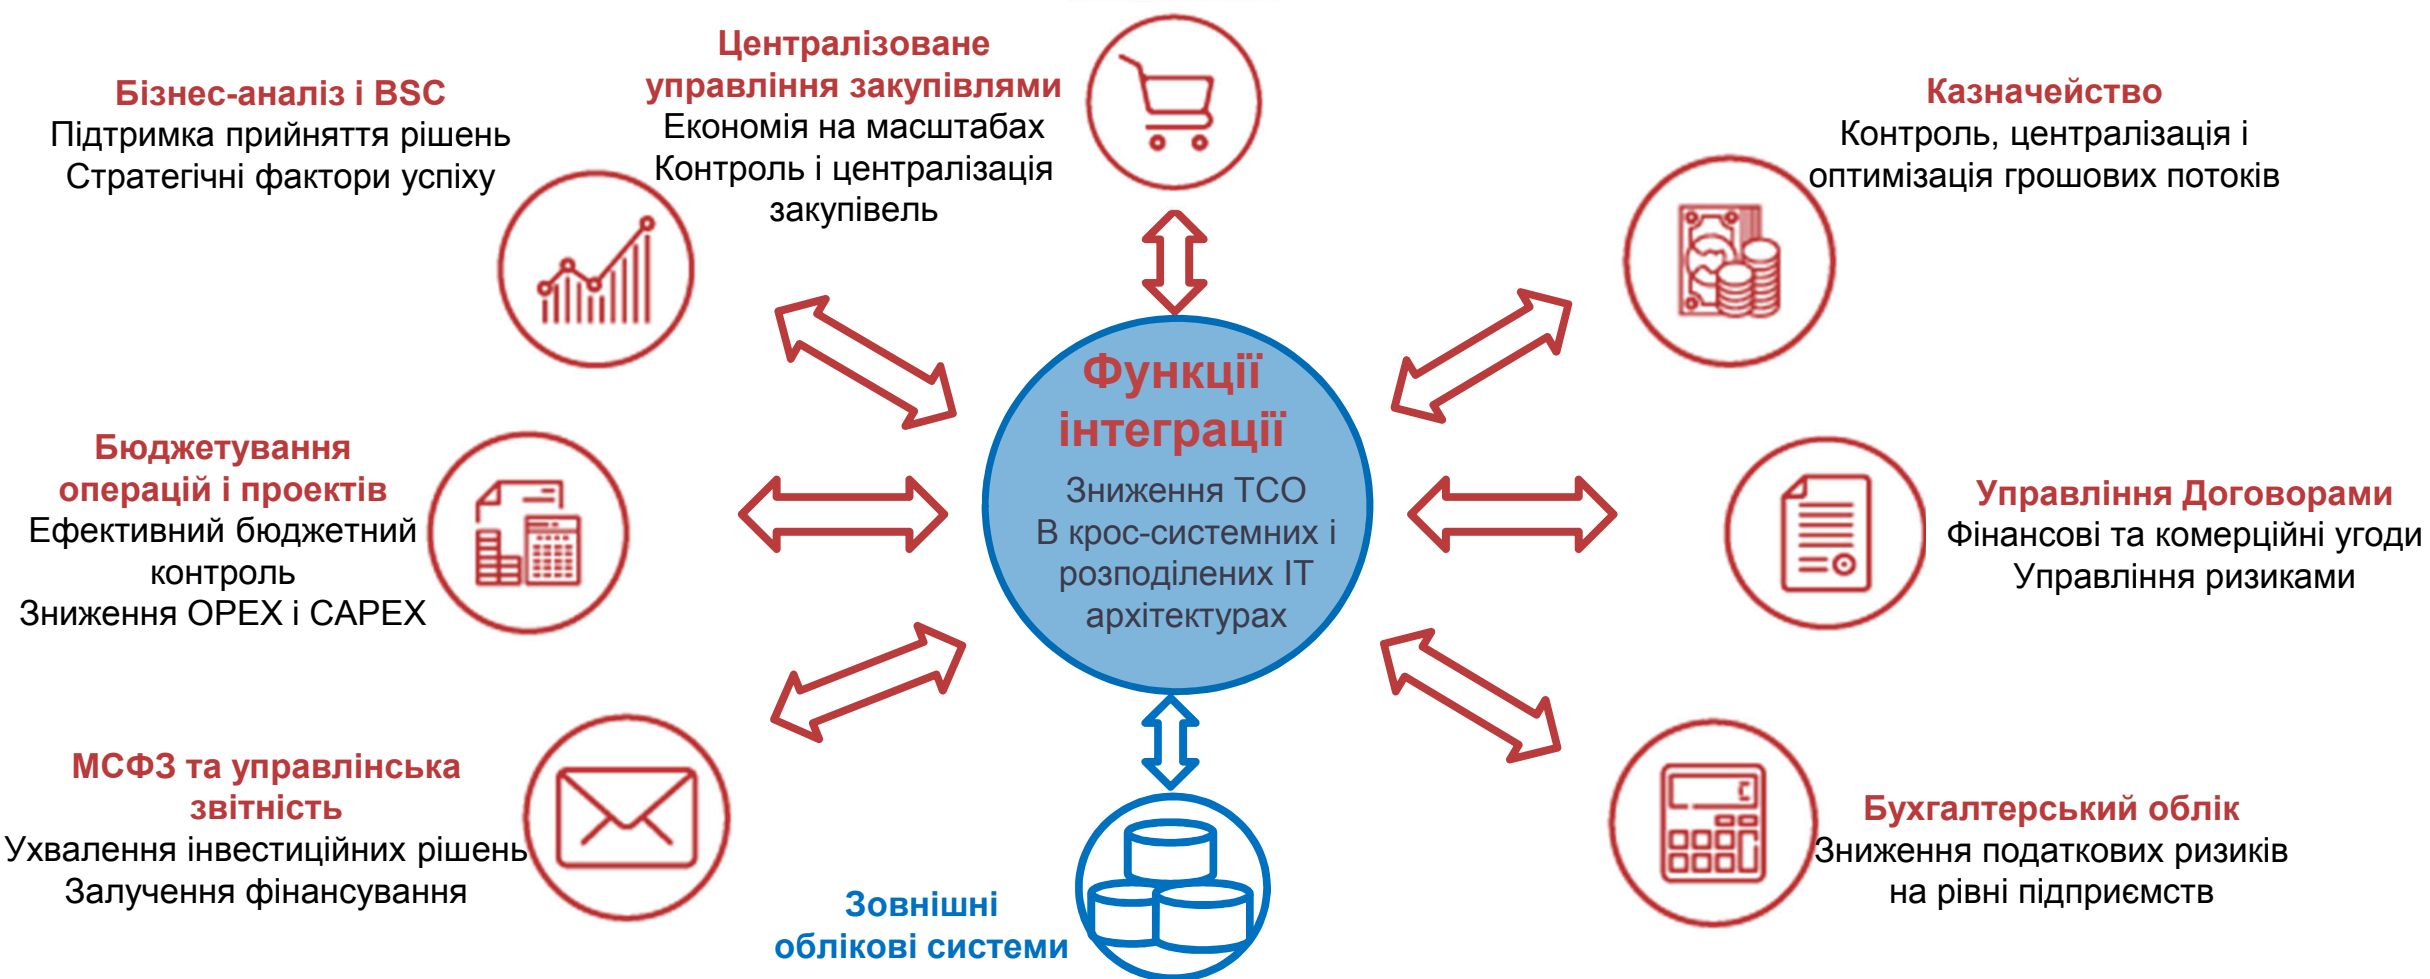 Централізоване
управління закупівлями
Економія на масштабах
Контроль і централізація
закупівель
Бізнес-аналіз і BSC
Підтримка прийняття рішень
Стратегічні фактори успіху
Казначейство
Контроль, централізація і
оптимізація грошових потоків
Функції
інтеграції
Зниження TCO
В крос-системних і
розподілених ІТ
архітектурах
Бюджетування
операцій і проектів
Ефективний бюджетний
контроль
Зниження OPEX і CAPEX
Управління Договорами
Фінансові та комерційні угоди
Управління ризиками
МСФЗ та управлінська
звітність
Ухвалення інвестиційних рішень
Залучення фінансування
Бухгалтерський облік
Зниження податкових ризиків
на рівні підприємств
Зовнішні
облікові системи